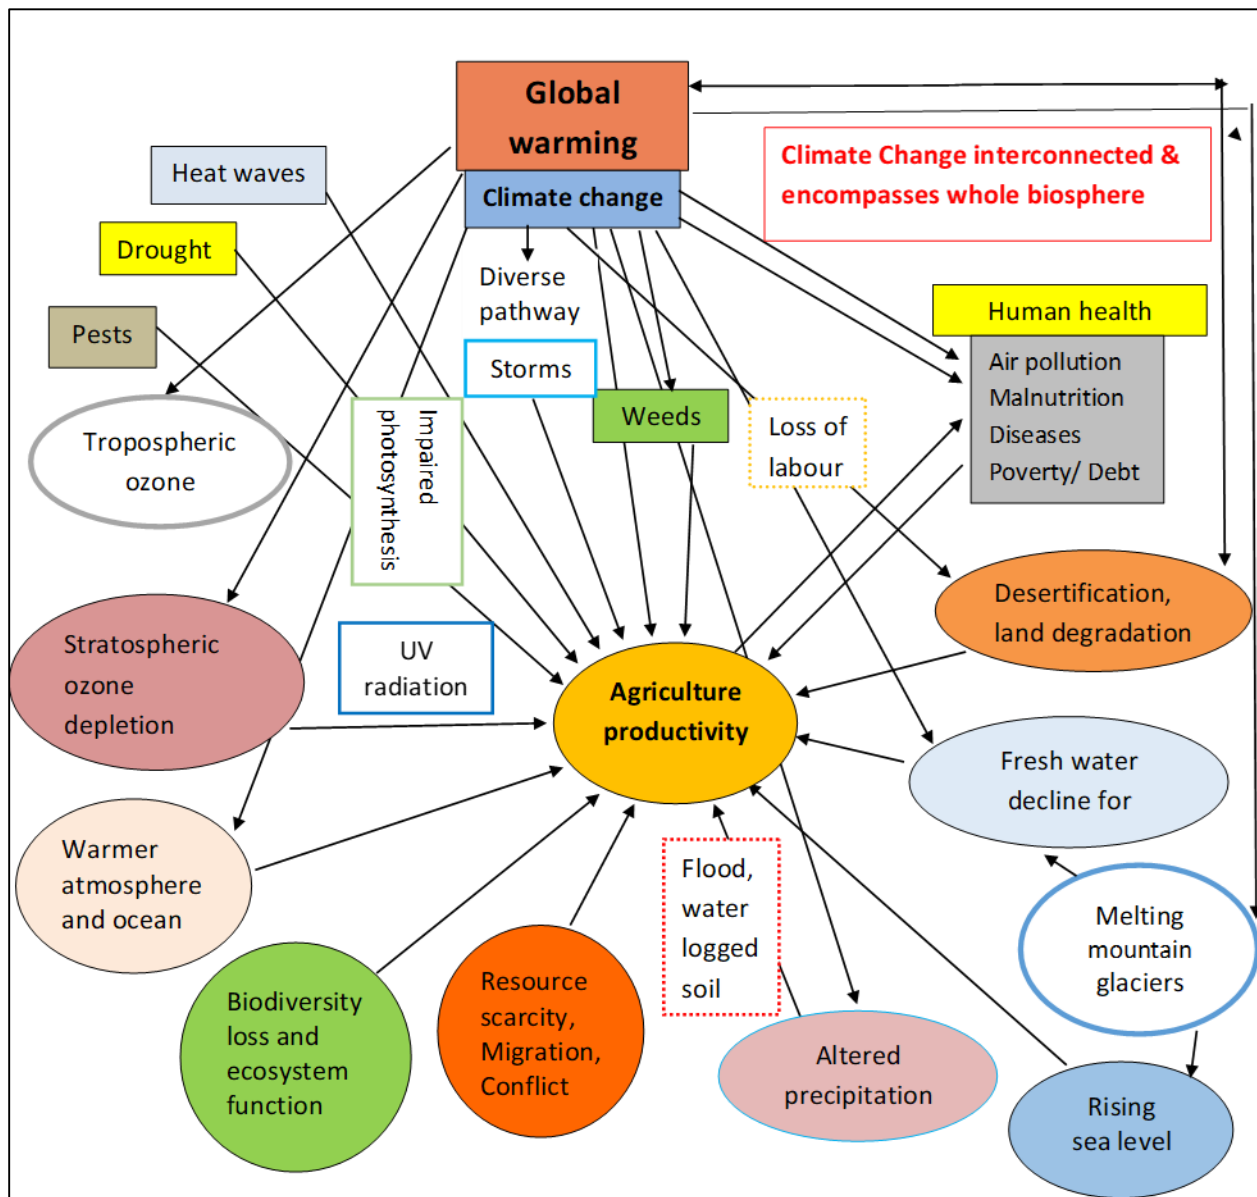 Global
warming
Climate change
Climate Change interconnected &
encompasses whole biosphere
Heat waves
Drought
Pests
Diverse
pathway
Storms
Weeds
Human health
Air pollution
Malnutrition
Diseases
Poverty/ Debt
Loss of
labour
Tropospheric
ozone
Impaired
photosynthesis
Stratospheric
ozone
depletion
UV
radiation
Agriculture
productivity
Desertification,
land degradation
Fresh water
decline for
Warmer
atmosphere
and ocean
Flood,
water
logged
soil
Melting
mountain
glaciers
Biodiversity
loss and
ecosystem
function
Resource
scarcity,
Migration,
Conflict
Altered
precipitation
Rising
sea level